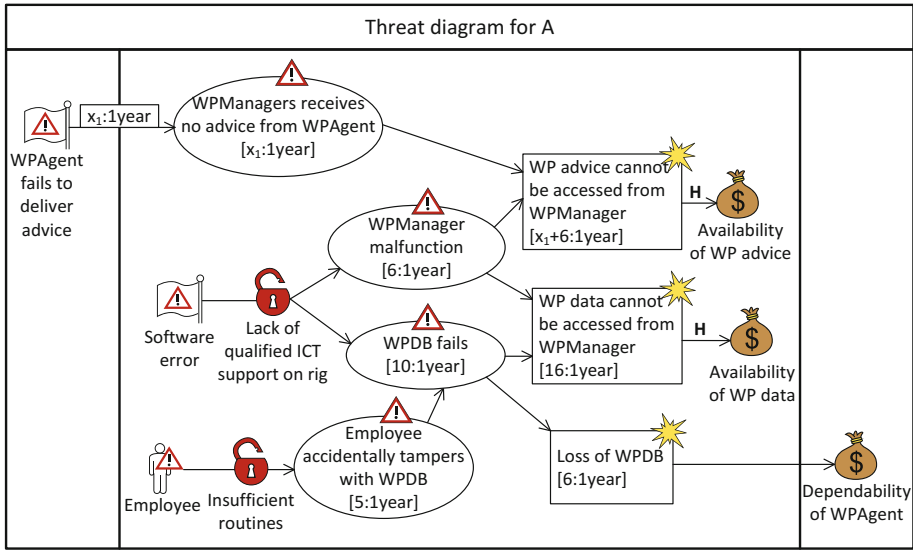 Threat diagram for A
x₁:1year
WPAgent
fails to
deliver
advice
WPManagers receives
no advice from WPAgent
[x₁:1year]
WP advice cannot
be accessed from
WPManager
[x₁+6:1year]
H
$
Availability
of WP advice
WPManager
malfunction
[6:1year]
Software
error
Lack of
qualified ICT
support on rig
WPDB fails
[10:1year]
WP data cannot
be accessed from
WPManager
[16:1year]
H
$
Availability
of WP data
Employee
Insufficient
routines
Employee
accidentally tampers
with WPDB
[5:1year]
Loss of WPDB
[6:1year]
$
Dependability
of WPAgent